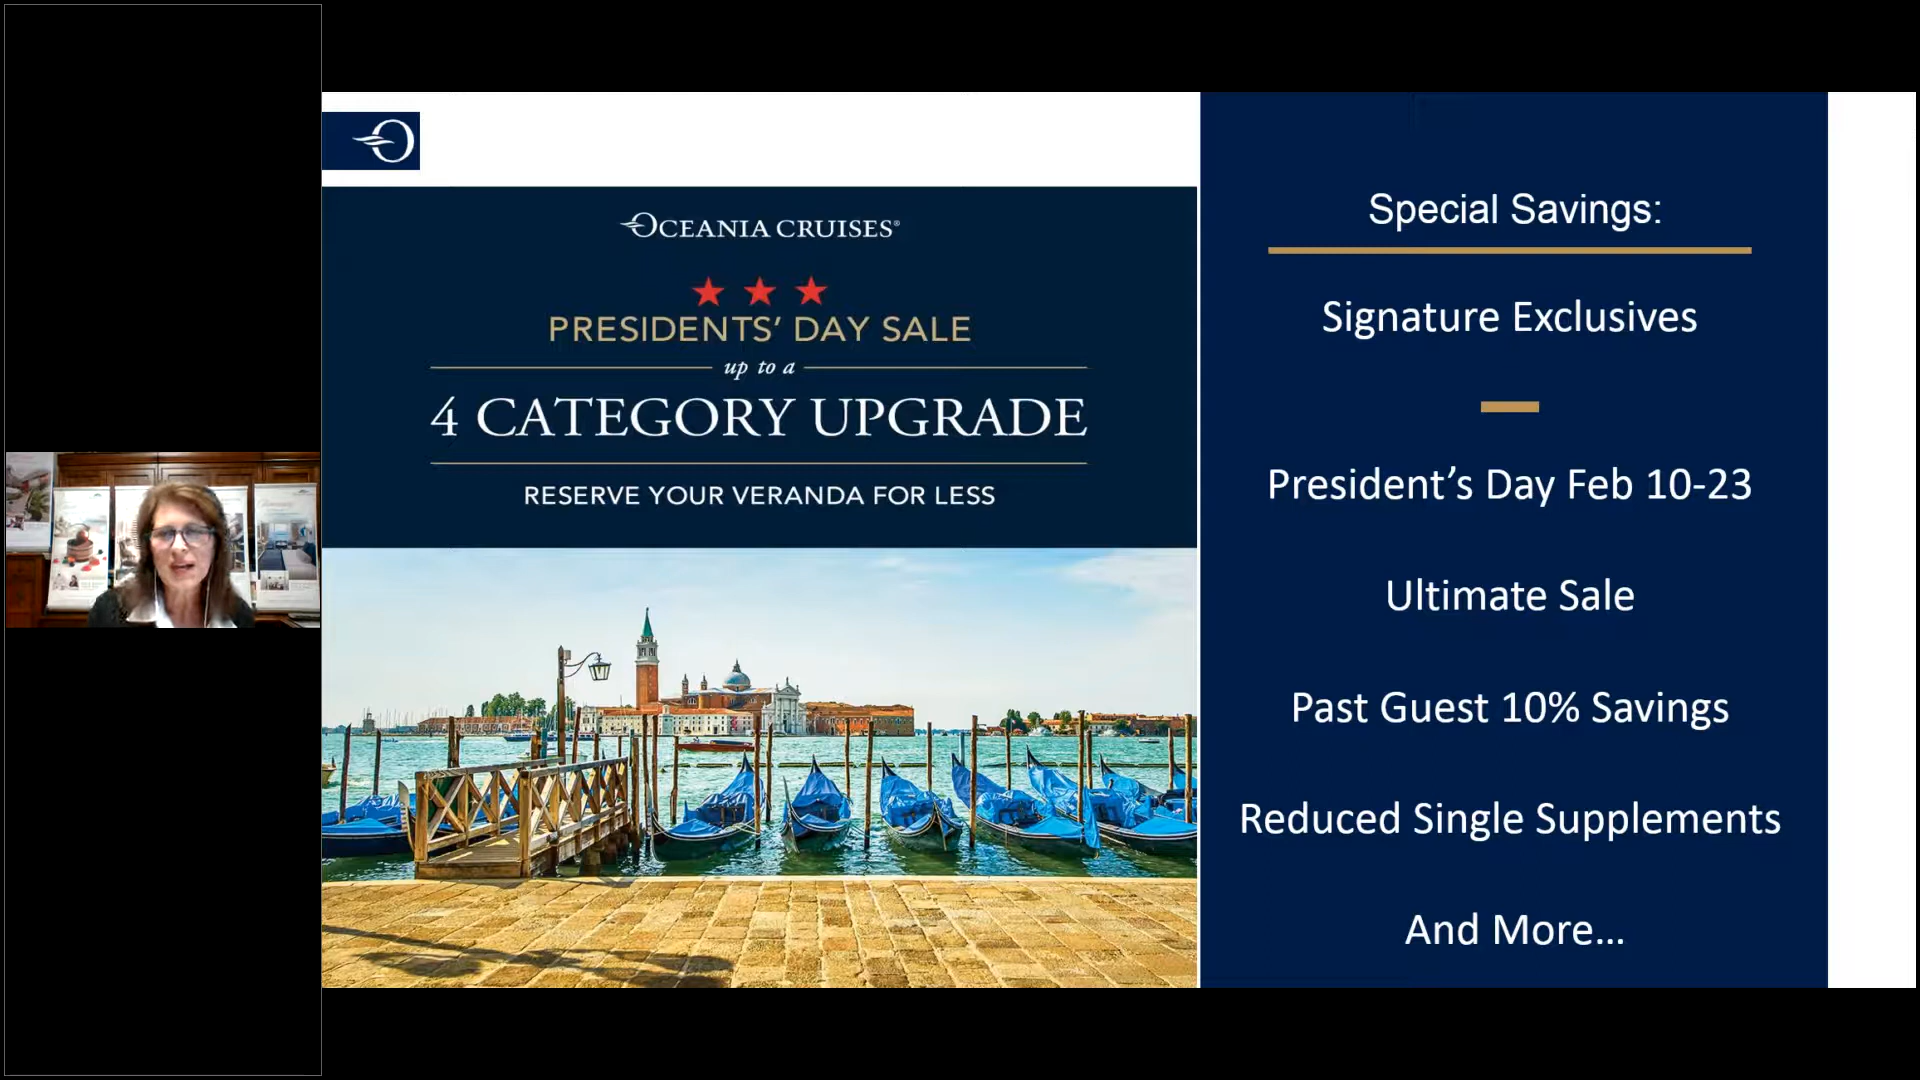 OCEANIA CRUISES®
PRESIDENTS’ DAY SALE
up to a
4 CATEGORY UPGRADE
RESERVE YOUR VERANDA FOR LESS
Special Savings:
Signature Exclusives
President’s Day Feb 10-23
Ultimate Sale
Past Guest 10% Savings
Reduced Single Supplements
And More…